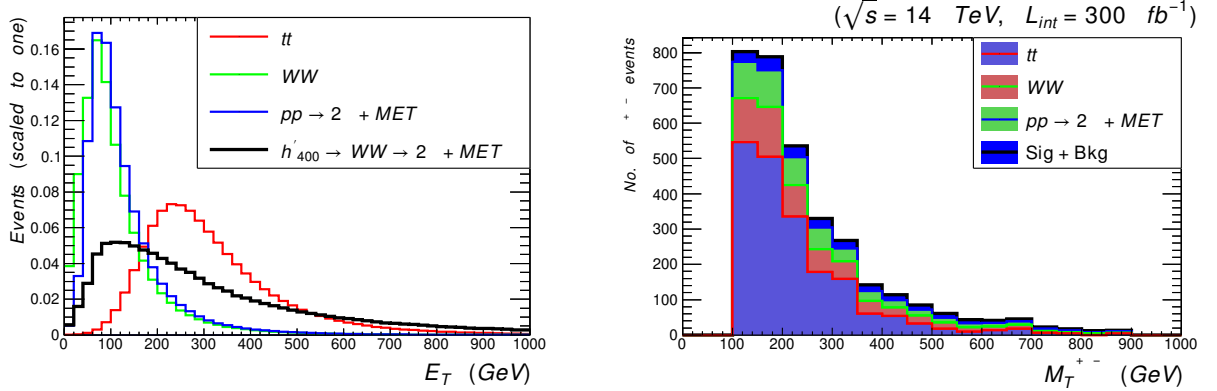 (√s = 14 TeV, L_int = 300 fb⁻¹)
Events (scaled to one)
0.16
0.14
0.12
0.1
0.08
0.06
0.04
0.02
0
tt
WW
pp → 2 + MET
h'_400 → WW → 2 + MET
0 100 200 300 400 500 600 700 800 900 1000
E_T (GeV)
No. of + - events
800
700
600
500
400
300
200
100
0
tt
WW
pp → 2 + MET
Sig + Bkg
0 100 200 300 400 500 600 700 800 900 1000
M_T^+ - (GeV)